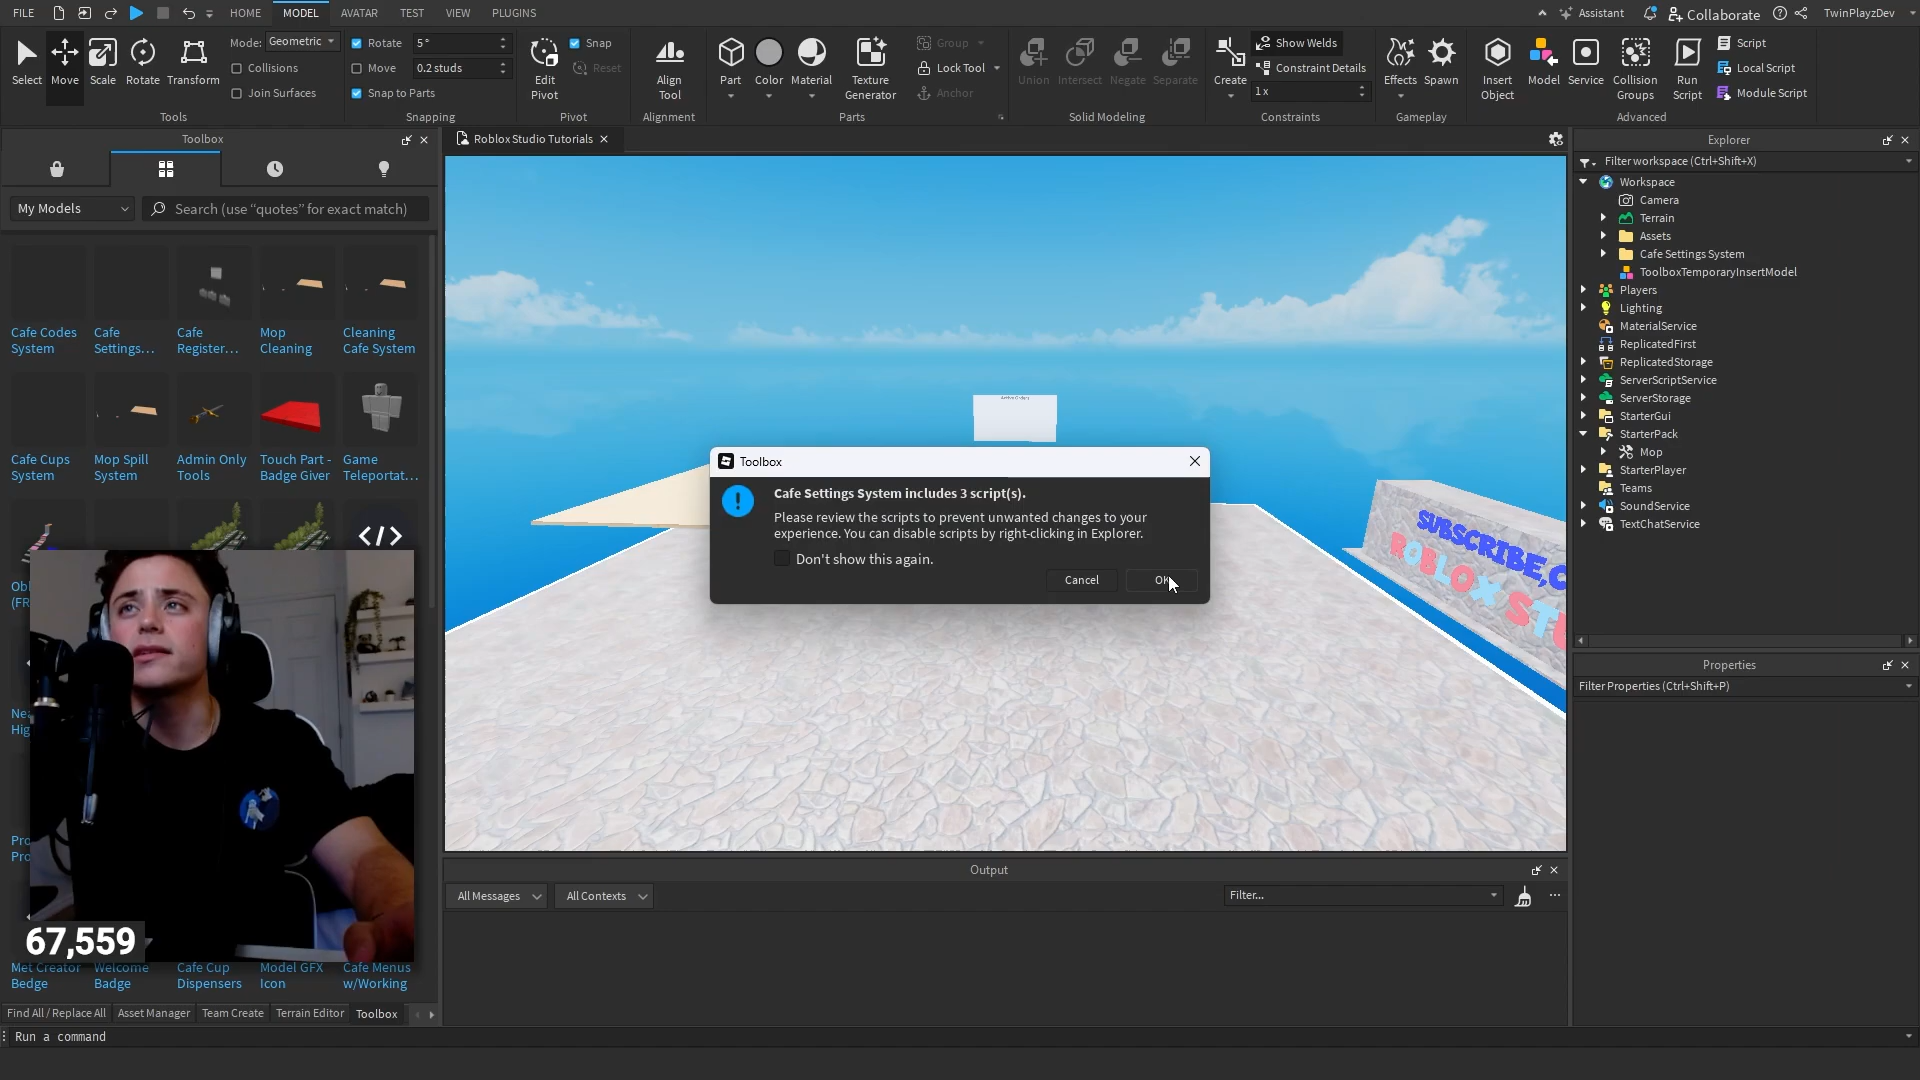 FILE
HOME
MODEL
AVATAR
TEST
VIEW
PLUGINS
Assistant
Collaborate
TwinPlayzDev
Select
Move
Scale
Rotate
Transform
Mode:
Geometric
Collisions
Join Surfaces
Tools
Rotate
5 °
Move
0.2 studs
Snap to Parts
Snapping
Edit
Pivot
Snap
Reset
Pivot
Align
Tool
Alignment
Part
Color
Material
Texture
Generator
Group
Lock Tool
Anchor
Parts
Union
Intersect
Negate
Separate
Solid Modeling
Create
Show Welds
Constraint Details
1 x
Constraints
Effects
Spawn
Gameplay
Insert
Object
Model
Service
Collision
Groups
Run
Script
Script
Local Script
Module Script
Advanced
Toolbox
My Models
Search (use “quotes” for exact match)
Cafe Codes
System
Cafe
Settings...
Cafe
Register...
Mop
Cleaning
Cleaning
Cafe System
Cafe Cups
System
Mop Spill
System
Admin Only
Tools
Touch Part -
Badge Giver
Game
Teleportat...
67,559
Met Creator
Bedge
Welcome
Badge
Cafe Cup
Dispensers
Model GFX
Icon
Cafe Menus
w/Working
Find All / Replace All
Asset Manager
Team Create
Terrain Editor
Toolbox
Run a command
Roblox Studio Tutorials
Active Orders
SUBSCRIBE,
ROBLOX
Toolbox
Cafe Settings System includes 3 script(s).
Please review the scripts to prevent unwanted changes to your
experience. You can disable scripts by right-clicking in Explorer.
Don't show this again.
Cancel
OK
Output
All Messages
All Contexts
Filter...
Explorer
Filter workspace (Ctrl+Shift+X)
Workspace
Camera
Terrain
Assets
Cafe Settings System
ToolboxTemporaryInsertModel
Players
Lighting
MaterialService
ReplicatedFirst
ReplicatedStorage
ServerScriptService
ServerStorage
StarterGui
StarterPack
Mop
StarterPlayer
Teams
SoundService
TextChatService
Properties
Filter Properties (Ctrl+Shift+P)